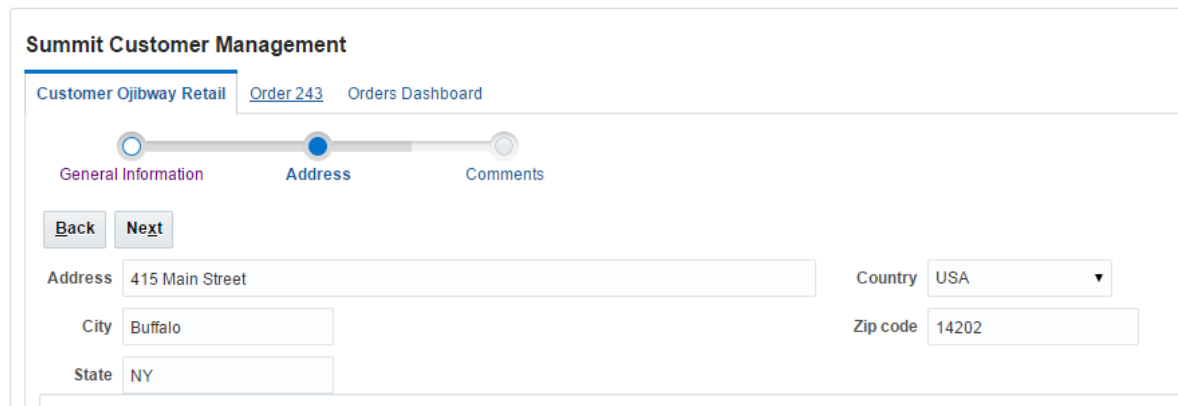 Summit Customer Management
Customer Ojibway Retail Order 243 Orders Dashboard
General Information Address Comments
Back Next
Address 415 Main Street Country USA
City Buffalo Zip code 14202
State NY